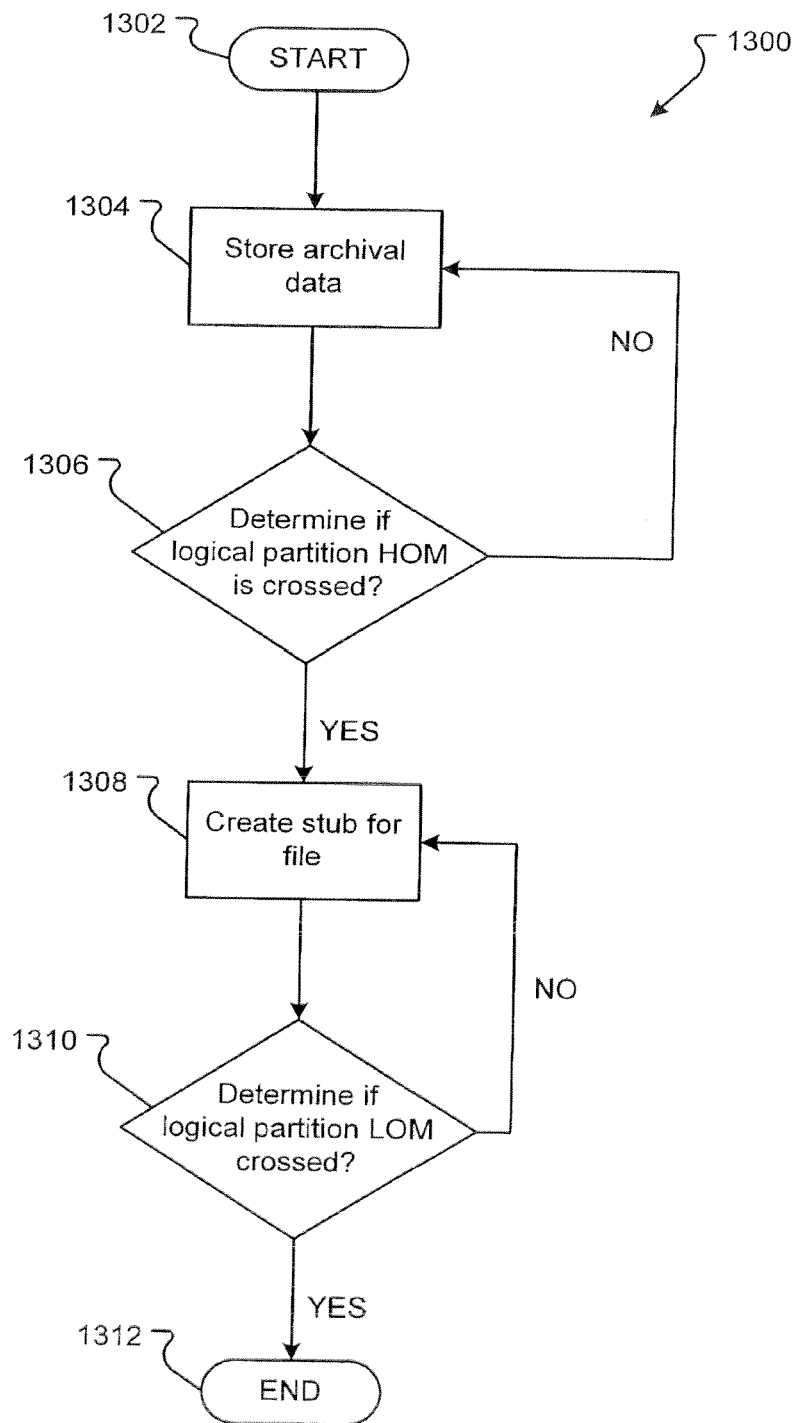 1302
START
1300
1304
Store archival
data
NO
1306
Determine if
logical partition HOM
is crossed?
YES
1308
Create stub for
file
NO
1310
Determine if
logical partition LOM
crossed?
YES
1312
END